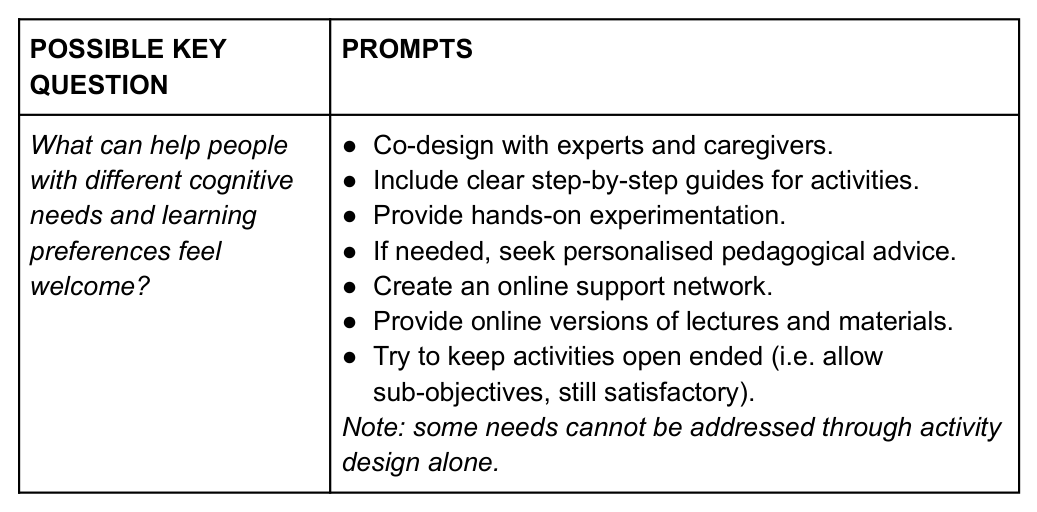 POSSIBLE KEY
QUESTION
PROMPTS
What can help people
with different cognitive
needs and learning
preferences feel
welcome?
● Co-design with experts and caregivers.
● Include clear step-by-step guides for activities.
● Provide hands-on experimentation.
● If needed, seek personalised pedagogical advice.
● Create an online support network.
● Provide online versions of lectures and materials.
● Try to keep activities open ended (i.e. allow
sub-objectives, still satisfactory).
Note: some needs cannot be addressed through activity
design alone.